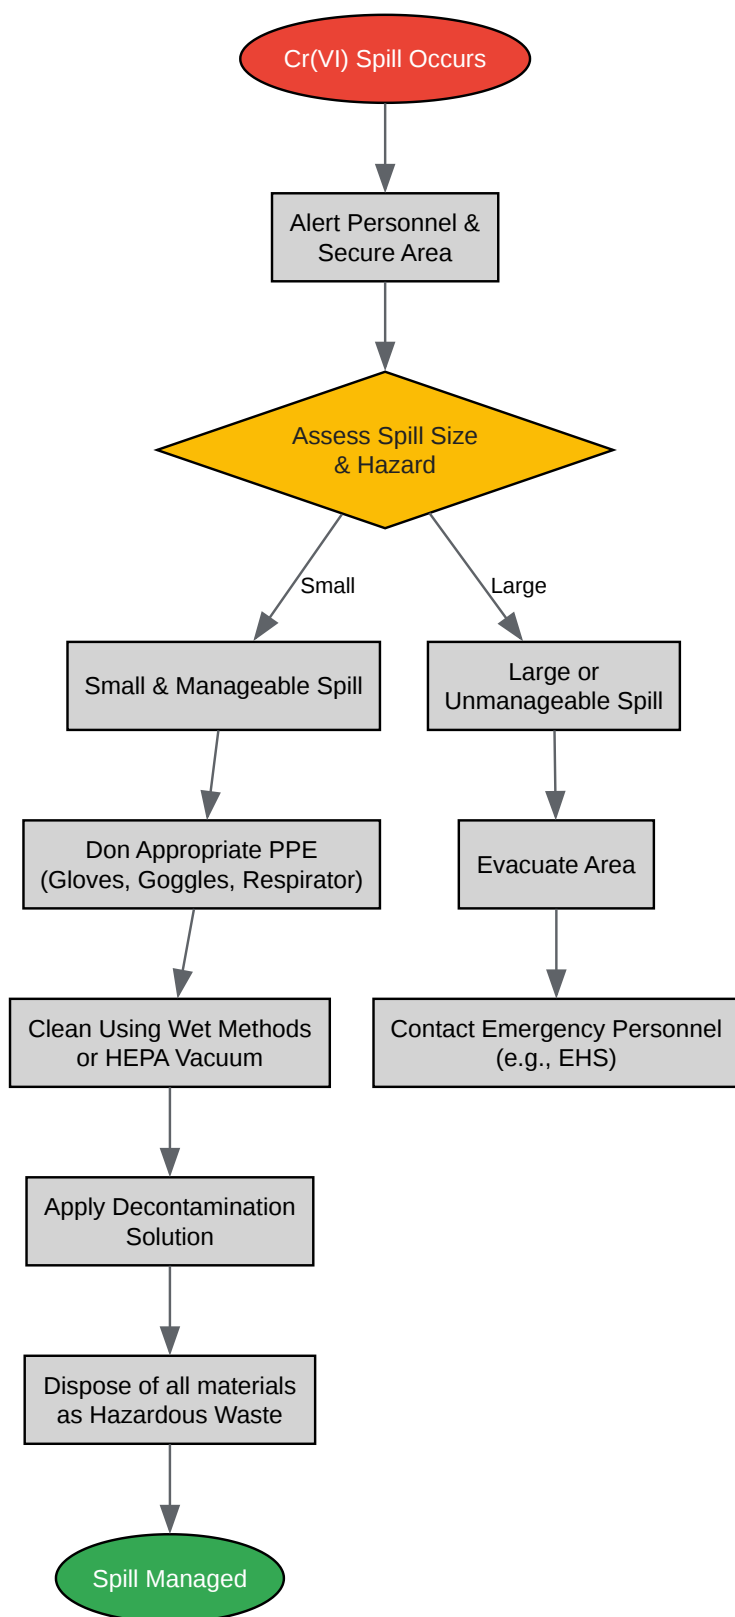 Cr(VI) Spill Occurs
Alert Personnel &
Secure Area
Assess Spill Size
& Hazard
Small
Large
Small & Manageable Spill
Large or
Unmanageable Spill
Don Appropriate PPE
(Gloves, Goggles, Respirator)
Evacuate Area
Clean Using Wet Methods
or HEPA Vacuum
Contact Emergency Personnel
(e.g., EHS)
Apply Decontamination
Solution
Dispose of all materials
as Hazardous Waste
Spill Managed